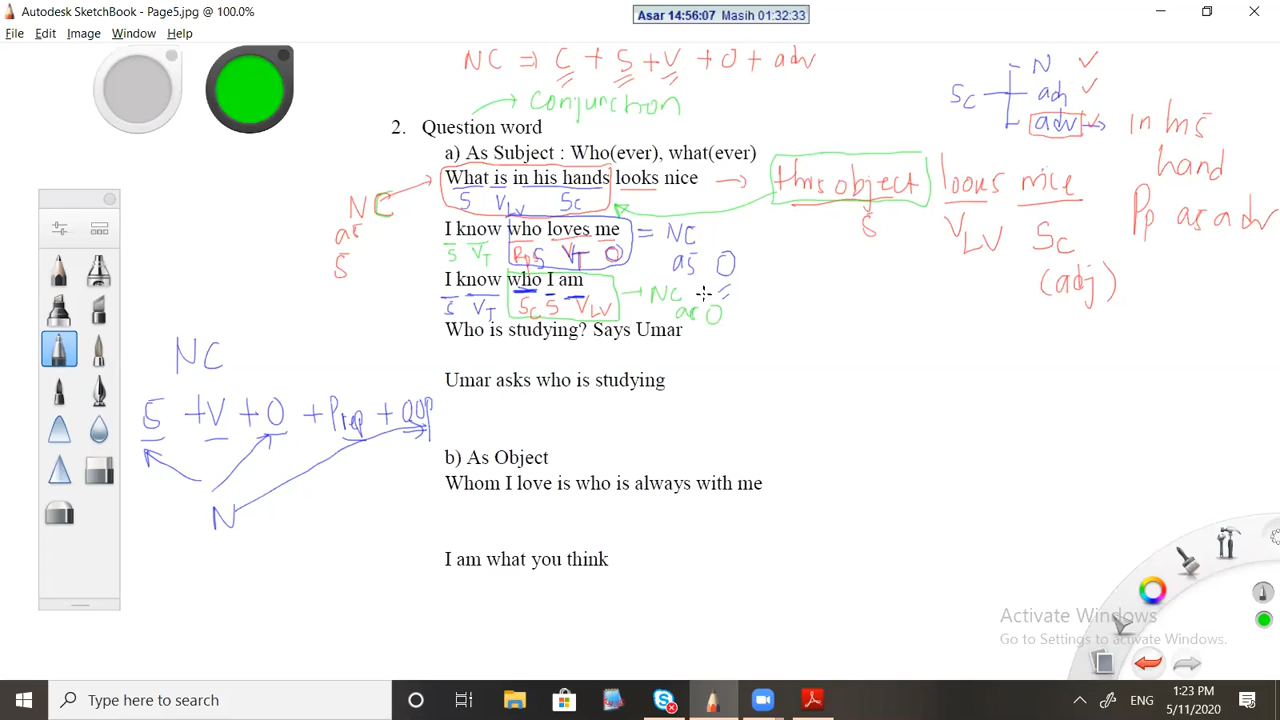 Autodesk SketchBook - Page5.jpg @ 100.0%
Asar 14:56:07 Masih 01:32:33
File Edit Image Window Help
NC ⇒ C + S + V + O + adv
→ Conjunction
2. Question word
a) As Subject : Who(ever), what(ever)
What is in his hands looks nice → this object looks nice
S VLV Sc
S VLV Sc
(adj)
NC
as
S
Sc N ✓
adj ✓
adv ✓ → in his
hand
Pp as adv
I know who loves me = NC
S VT Rp S VT O as O
I know who I am → NC
S VT Sc S VLV as O
Who is studying? Says Umar
Umar asks who is studying
NC
S + V + O + Prep + OOP
N
b) As Object
Whom I love is who is always with me
I am what you think
Activate Windows
Go to Settings to activate Windows.
Type here to search
ENG
1:23 PM
5/11/2020